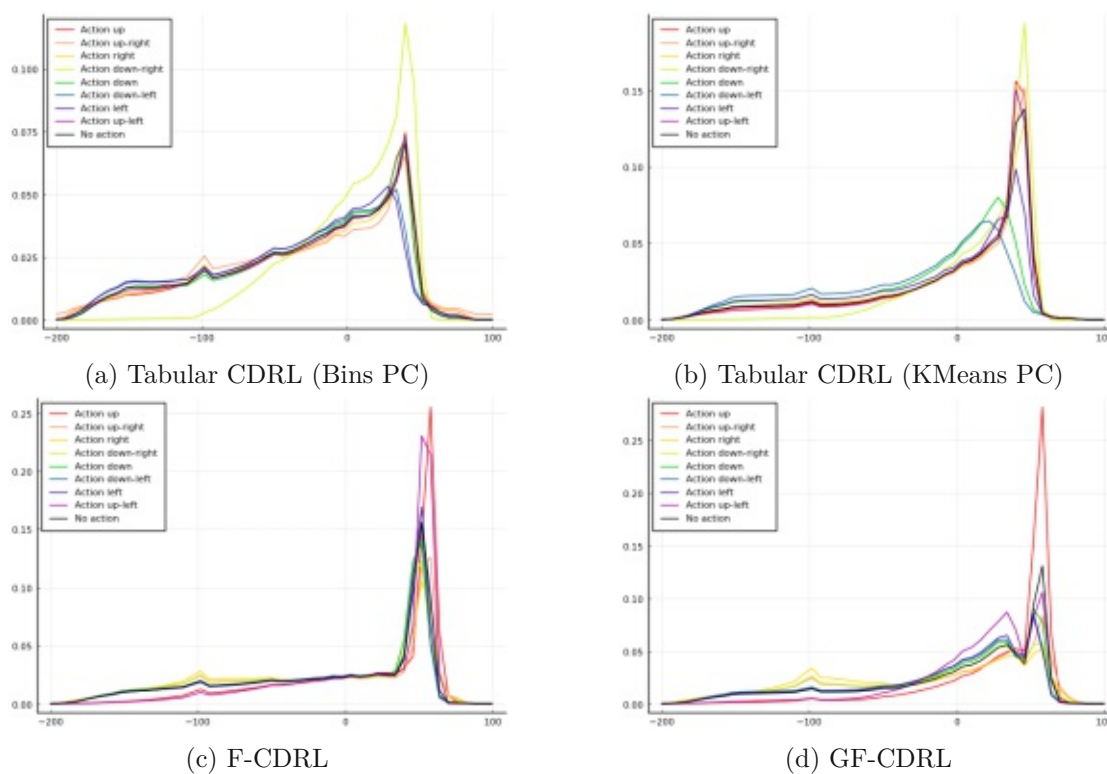 Action up
Action up-right
Action right
Action down-right
Action down
Action down-left
Action left
Action up-left
No action
0.100
0.075
0.050
0.025
0.000
-200
-100
0
100
(a) Tabular CDRL (Bins PC)
Action up
Action up-right
Action right
Action down-right
Action down
Action down-left
Action left
Action up-left
No action
0.15
0.10
0.05
0.00
-200
-100
0
100
(b) Tabular CDRL (KMeans PC)
Action up
Action up-right
Action right
Action down-right
Action down
Action down-left
Action left
Action up-left
No action
0.25
0.20
0.15
0.10
0.05
0.00
-200
-100
0
100
(c) F-CDRL
Action up
Action up-right
Action right
Action down-right
Action down
Action down-left
Action left
Action up-left
No action
0.25
0.20
0.15
0.10
0.05
0.00
-200
-100
0
100
(d) GF-CDRL